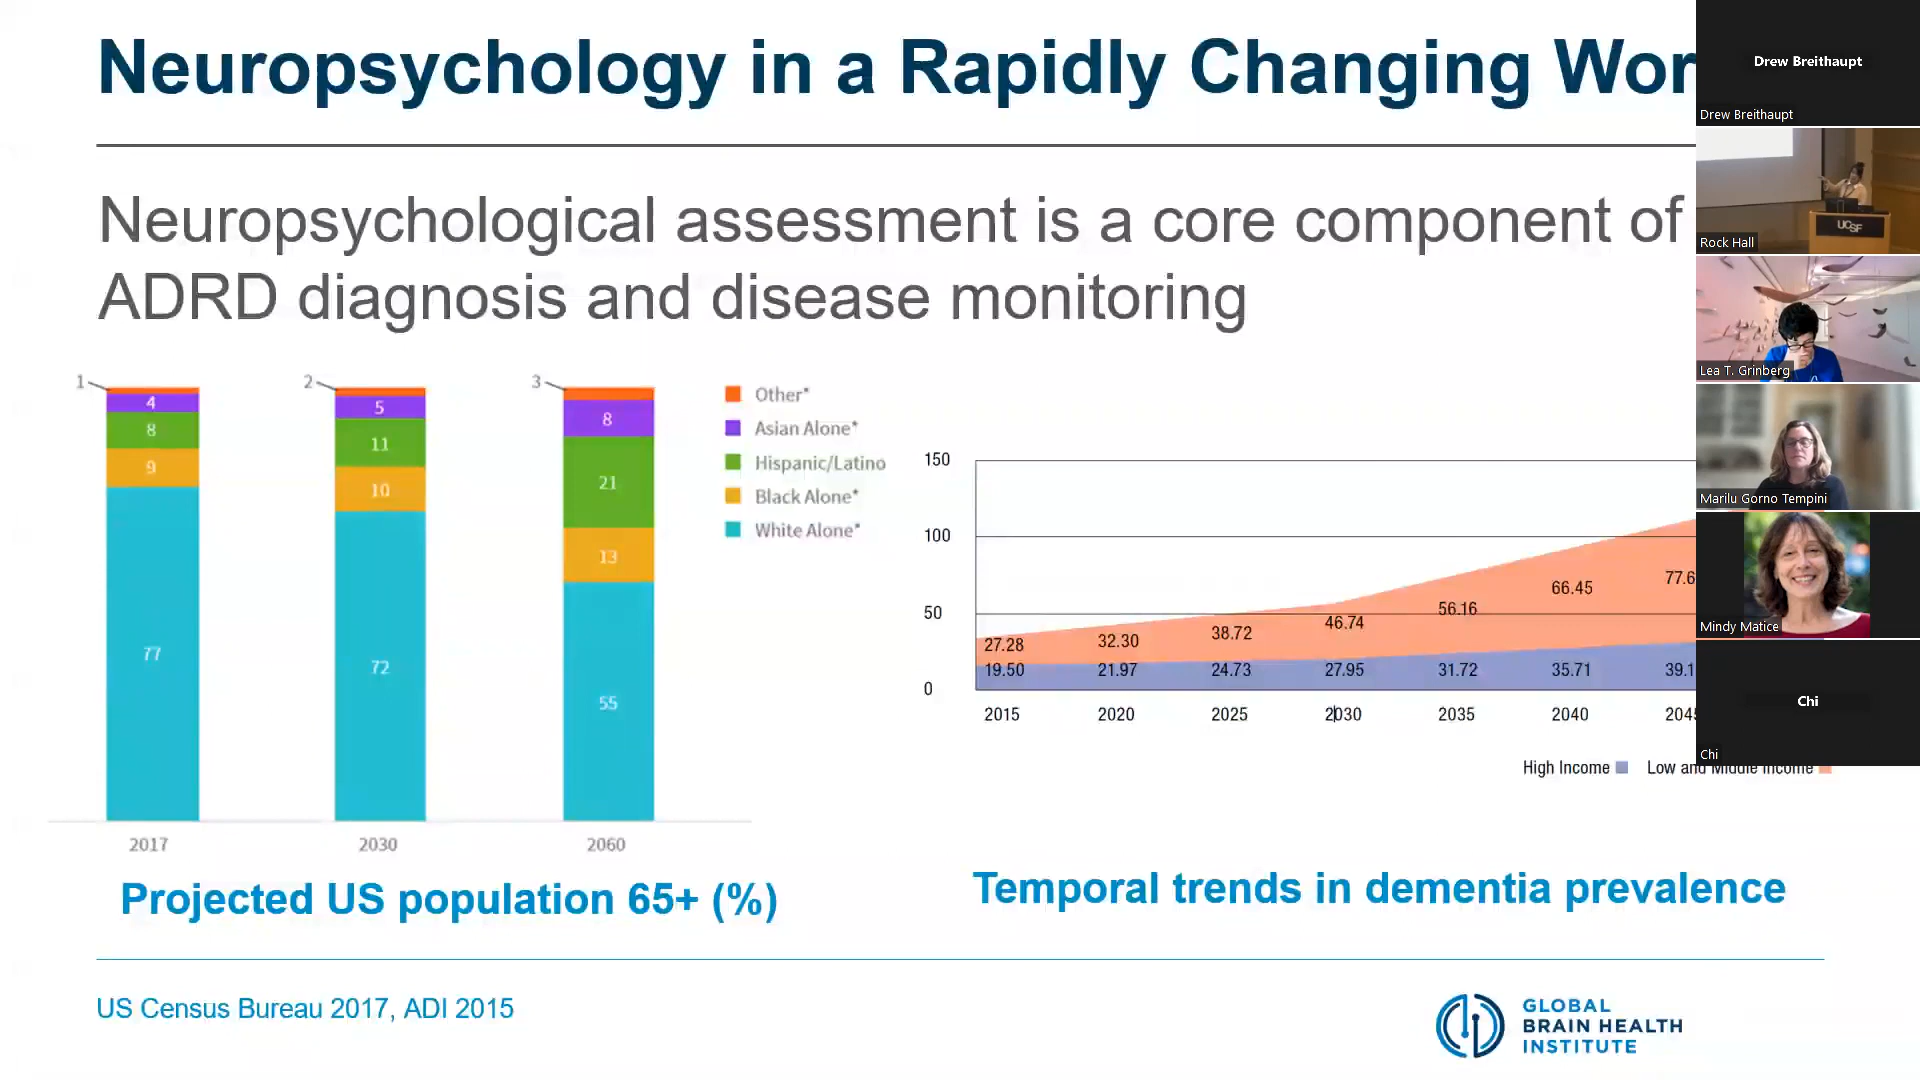 Neuropsychology in a Rapidly Changing Wor
Neuropsychological assessment is a core component of
ADRD diagnosis and disease monitoring
1
4
8
9
77
2017
2
5
11
10
72
2030
3
8
21
13
55
2060
Other*
Asian Alone*
Hispanic/Latino
Black Alone*
White Alone*
Projected US population 65+ (%)
150
100
50
0
27.28 32.30 38.72 46.74 56.16 66.45 77.6
19.50 21.97 24.73 27.95 31.72 35.71 39.1
2015 2020 2025 2030 2035 2040 2045
High Income Low and Middle Income
Temporal trends in dementia prevalence
US Census Bureau 2017, ADI 2015
GLOBAL
BRAIN HEALTH
INSTITUTE
Drew Breithaupt
Drew Breithaupt
UCSF
Rock Hall
Lea T. Grinberg
Marilu Gorno Tempini
Mindy Matice
Chi
Chi